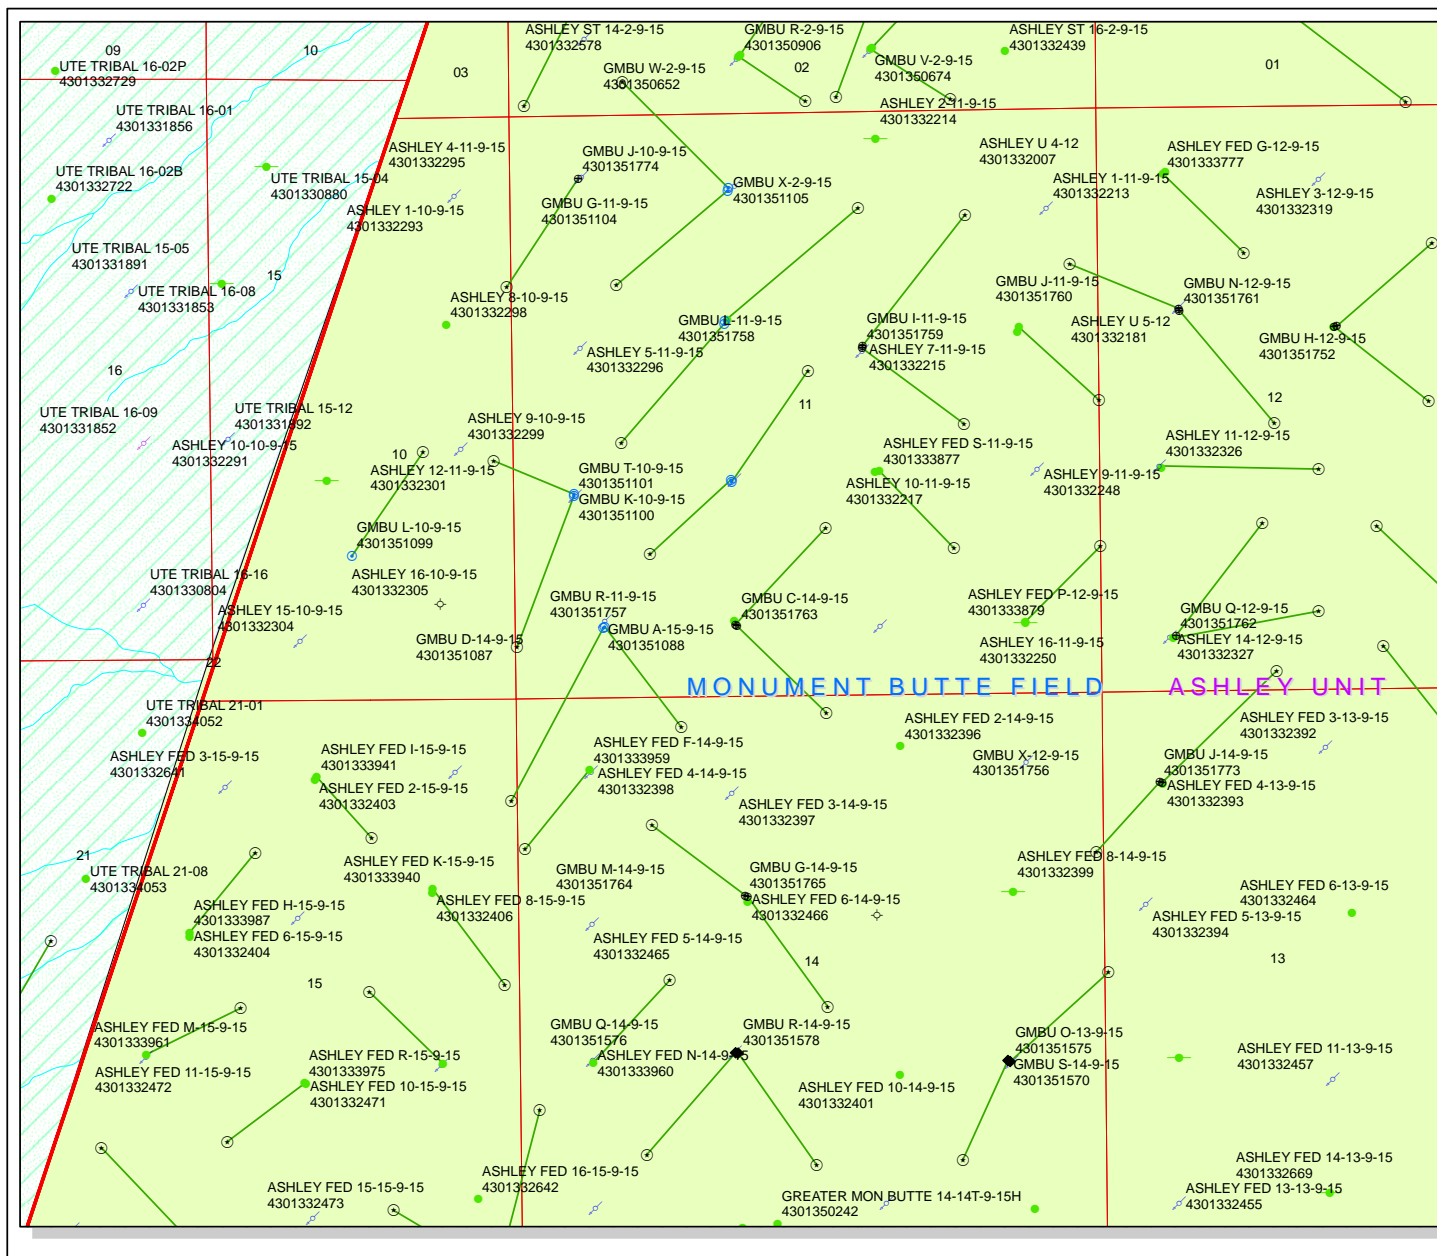 ASHLEY ST 14-2-9-15
4301332578
GMBU R-2-9-15
4301350906
ASHLEY ST 16-2-9-15
4301332439
09
10
UTE TRIBAL 16-02P
4301332729
03
GMBU W-2-9-15
4301350652
02
GMBU V-2-9-15
4301350674
01
UTE TRIBAL 16-01
4301331856
ASHLEY 2-11-9-15
4301332214
ASHLEY 4-11-9-15
4301332295
GMBU J-10-9-15
4301351774
ASHLEY U 4-12
4301332007
ASHLEY FED G-12-9-15
4301333777
UTE TRIBAL 16-02B
4301332722
UTE TRIBAL 15-04
4301330880
GMBU X-2-9-15
4301351105
ASHLEY 1-11-9-15
4301332213
ASHLEY 3-12-9-15
4301332319
ASHLEY 1-10-9-15
4301332293
GMBU G-11-9-15
4301351104
UTE TRIBAL 15-05
4301331891
15
UTE TRIBAL 16-08
4301331853
ASHLEY 8-10-9-15
4301332298
GMBU J-11-9-15
4301351760
GMBU N-12-9-15
4301351761
GMBU L-11-9-15
4301351758
GMBU I-11-9-15
4301351759
ASHLEY U 5-12
4301332181
GMBU H-12-9-15
4301351752
ASHLEY 5-11-9-15
4301332296
ASHLEY 7-11-9-15
4301332215
16
11
12
UTE TRIBAL 16-09
4301331852
UTE TRIBAL 15-12
4301331892
ASHLEY 9-10-9-15
4301332299
ASHLEY 10-10-9-15
4301332291
10
ASHLEY 12-11-9-15
4301332301
GMBU T-10-9-15
4301351101
GMBU K-10-9-15
4301351100
ASHLEY FED S-11-9-15
4301333877
ASHLEY 10-11-9-15
4301332217
ASHLEY 9-11-9-15
4301332248
ASHLEY 11-12-9-15
4301332326
GMBU L-10-9-15
4301351099
UTE TRIBAL 16-16
4301330804
ASHLEY 16-10-9-15
4301332305
ASHLEY 15-10-9-15
4301332304
GMBU R-11-9-15
4301351757
GMBU C-14-9-15
4301351763
ASHLEY FED P-12-9-15
4301333879
GMBU Q-12-9-15
4301351762
GMBU D-14-9-15
4301351087
GMBU A-15-9-15
4301351088
ASHLEY 16-11-9-15
4301332250
ASHLEY 14-12-9-15
4301332327
22
MONUMENT BUTTE FIELD
ASHLEY UNIT
UTE TRIBAL 21-01
4301334052
ASHLEY FED 2-14-9-15
4301332396
ASHLEY FED 3-13-9-15
4301332392
ASHLEY FED 3-15-9-15
4301332641
ASHLEY FED I-15-9-15
4301333941
ASHLEY FED F-14-9-15
4301333959
GMBU X-12-9-15
4301351756
GMBU J-14-9-15
4301351773
ASHLEY FED 2-15-9-15
4301332403
ASHLEY FED 4-14-9-15
4301332398
ASHLEY FED 3-14-9-15
4301332397
ASHLEY FED 4-13-9-15
4301332393
21
UTE TRIBAL 21-08
4301334053
ASHLEY FED K-15-9-15
4301333940
GMBU M-14-9-15
4301351764
GMBU G-14-9-15
4301351765
ASHLEY FED 8-14-9-15
4301332399
ASHLEY FED H-15-9-15
4301333987
ASHLEY FED 8-15-9-15
4301332406
ASHLEY FED 6-14-9-15
4301332466
ASHLEY FED 6-13-9-15
4301332464
ASHLEY FED 6-15-9-15
4301332404
ASHLEY FED 5-14-9-15
4301332465
ASHLEY FED 5-13-9-15
4301332394
15
14
13
ASHLEY FED M-15-9-15
4301333961
GMBU Q-14-9-15
4301351576
GMBU R-14-9-15
4301351578
GMBU O-13-9-15
4301351575
ASHLEY FED R-15-9-15
4301333975
ASHLEY FED N-14-9-15
4301333960
GMBU S-14-9-15
4301351570
ASHLEY FED 11-13-9-15
4301332457
ASHLEY FED 11-15-9-15
4301332472
ASHLEY FED 10-15-9-15
4301332471
ASHLEY FED 10-14-9-15
4301332401
ASHLEY FED 16-15-9-15
4301332642
ASHLEY FED 14-13-9-15
4301332669
ASHLEY FED 15-15-9-15
4301332473
GREATER MON BUTTE 14-14T-9-15H
4301350242
ASHLEY FED 13-13-9-15
4301332455